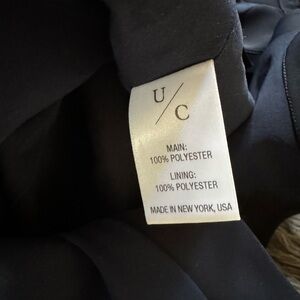 U/C
MAIN:
100% POLYESTER
LINING:
100% POLYESTER
MADE IN NEW YORK, USA